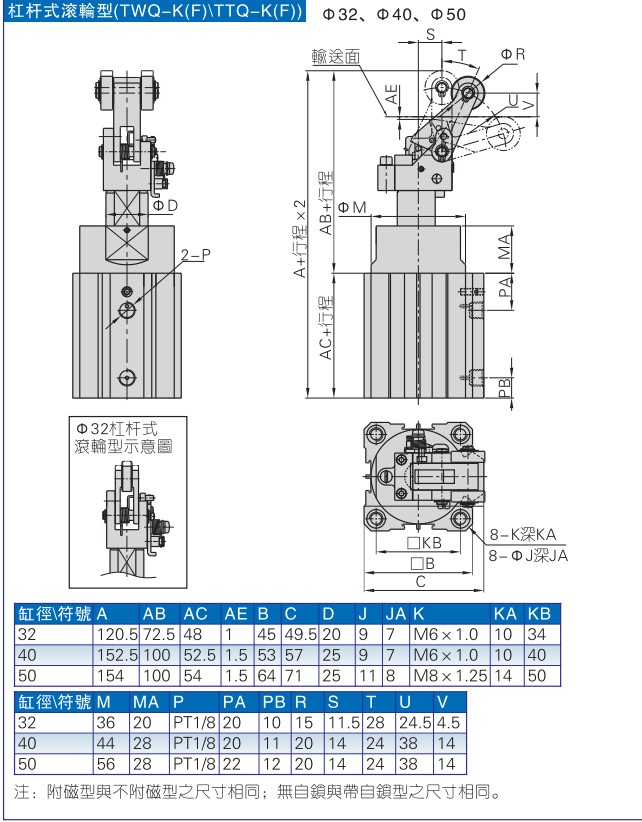 杠杆式滾輪型(TWQ-K(F)\TTQ-K(F)) Φ32、Φ40、Φ50
S
T
ΦR
輸送面
AE
U
V
ΦD
ΦM
A+行程×2
AB+行程
MA
2-P
PA
AC+行程
PB
Φ32杠杆式
滾輪型示意圖
8-K深KA
□KB
8-ΦJ深JA
□B
C
缸徑\符號 A AB AC AE B C D J JA K KA KB
32 120.5 72.5 48 1 45 49.5 20 9 7 M6×1.0 10 34
40 152.5 100 52.5 1.5 53 57 25 9 7 M6×1.0 10 40
50 154 100 54 1.5 64 71 25 11 8 M8×1.25 14 50
缸徑\符號 M MA P PA PB R S T U V
32 36 20 PT1/8 20 10 15 11.5 28 24.5 4.5
40 44 28 PT1/8 20 11 20 14 24 38 14
50 56 28 PT1/8 22 12 20 14 24 38 14
注：附磁型與不附磁型之尺寸相同；無自鎖與帶自鎖型之尺寸相同。